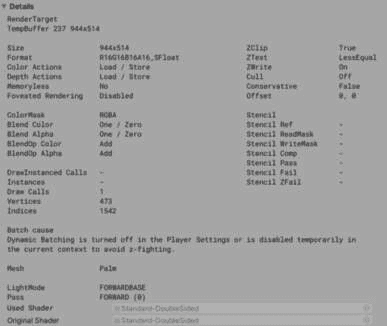 Details
RenderTarget
TempBuffer 237 944x514
Size 944x514 ZClip True
Format R16G16B16A16_SFloat ZTest LessEqual
Color Actions Load / Store ZWrite On
Depth Actions Load / Store Cull Off
Memoryless No Conservative False
Foveated Rendering Disabled Offset 0, 0
ColorMask RGBA Stencil
Blend Color One / Zero Stencil Ref -
Blend Alpha One / Zero Stencil ReadMask -
BlendOp Color Add Stencil WriteMask -
BlendOp Alpha Add Stencil Comp -
Stencil Pass -
DrawInstanced Calls - Stencil Fail -
Instances - Stencil ZFail -
Draw Calls 1
Vertices 473
Indices 1542
Batch cause
Dynamic Batching is turned off in the Player Settings or is disabled temporarily in
the current context to avoid z-fighting.
Mesh Palm
LightMode FORWARDBASE
Pass FORWARD (0)
Used Shader Standard-DoubleSided
Original Shader Standard-DoubleSided